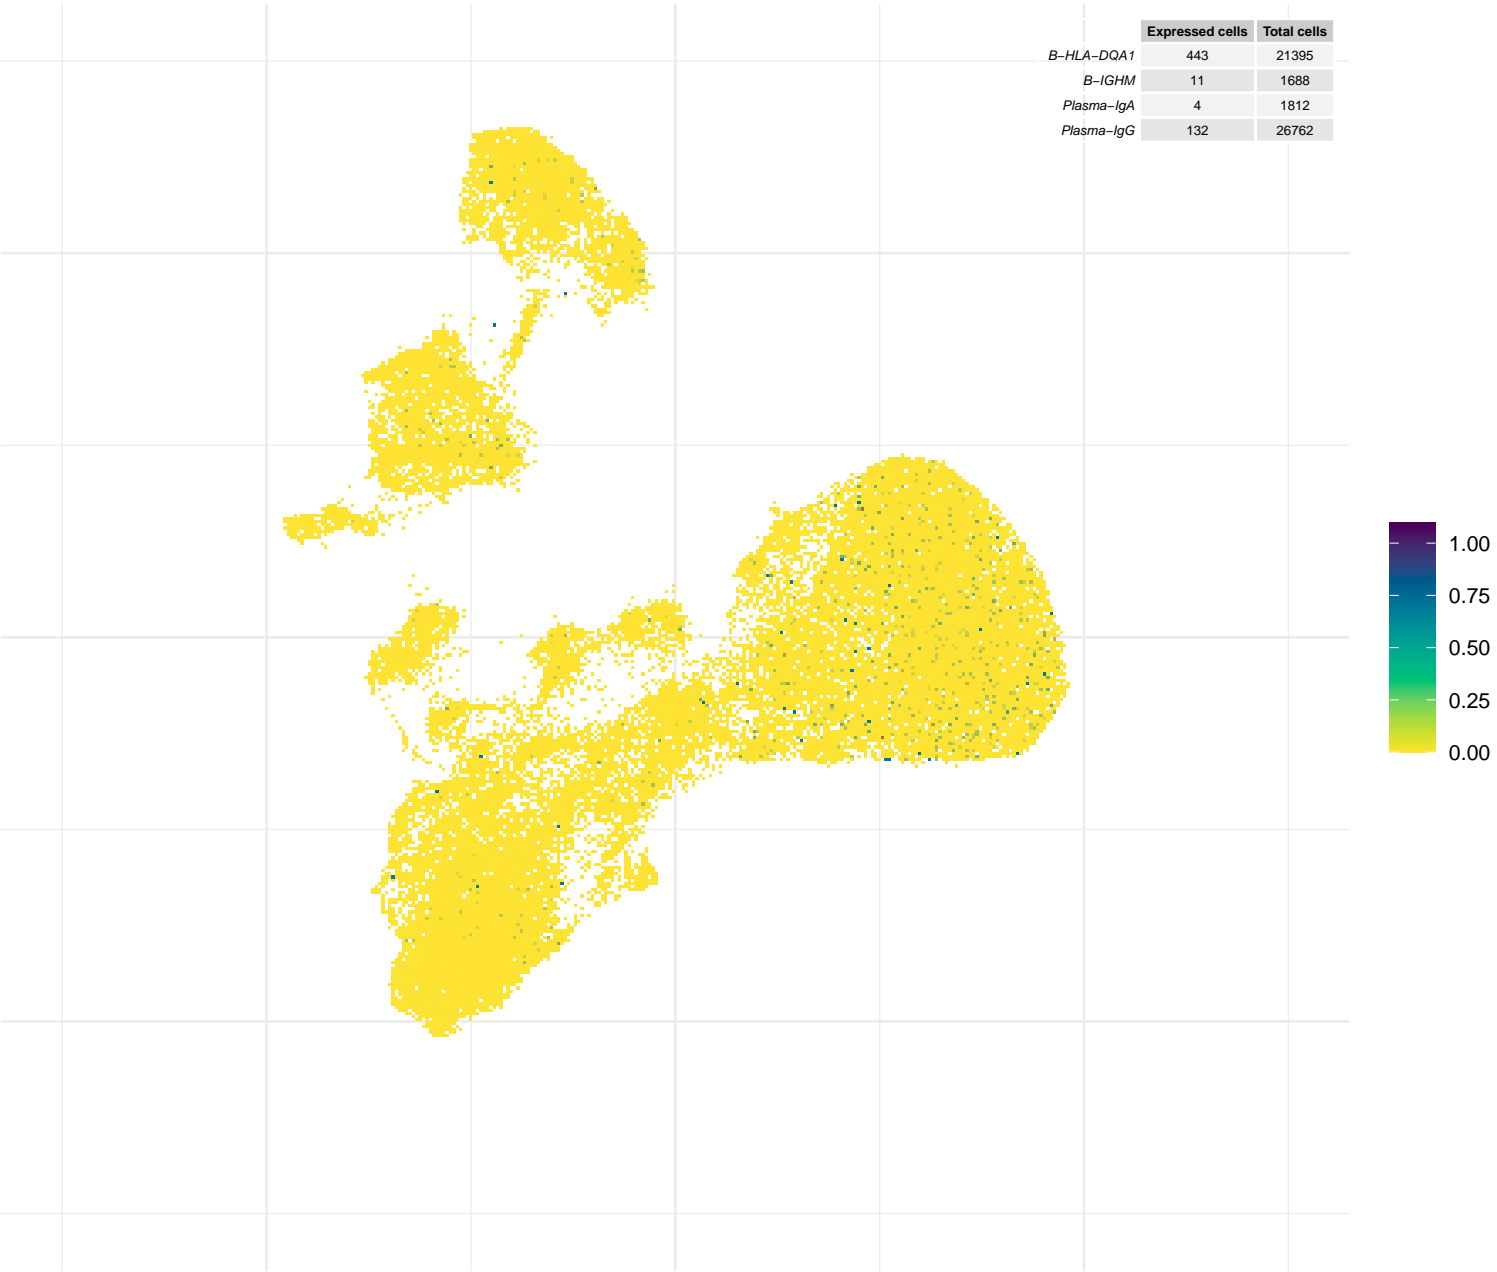 Expressed cells Total cells
B−HLA−DQA1 443 21395
B−IGHM 11 1688
Plasma−IgA 4 1812
Plasma−IgG 132 26762
1.00
0.75
0.50
0.25
0.00